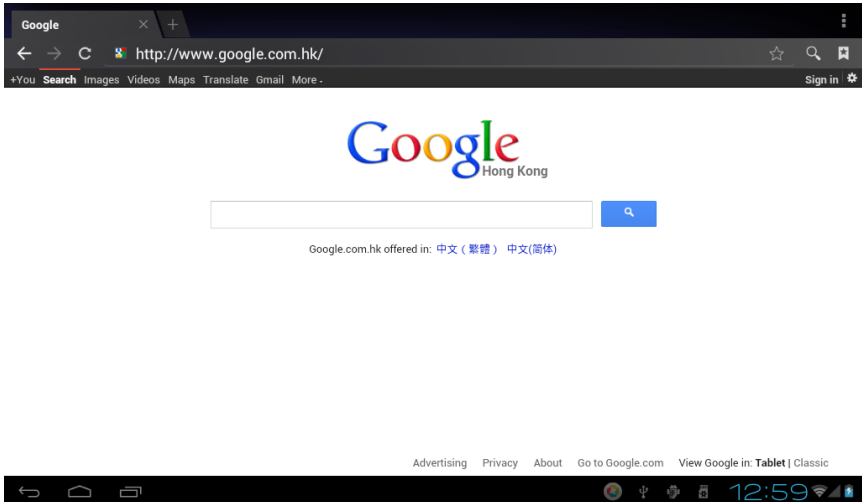 Google
http://www.google.com.hk/
+You Search Images Videos Maps Translate Gmail More Sign in
Google
Hong Kong
Google.com.hk offered in: 中文 ( 繁體 ) 中文(简体)
Advertising Privacy About Go to Google.com View Google in: Tablet | Classic
12:59